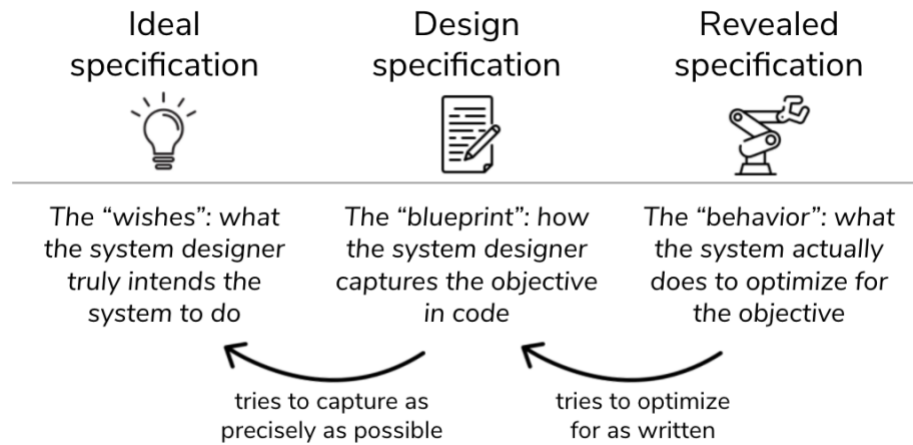 Ideal
specification
Design
specification
Revealed
specification
The “wishes”: what
the system designer
truly intends the
system to do
The “blueprint”: how
the system designer
captures the objective
in code
The “behavior”: what
the system actually
does to optimize for
the objective
tries to capture as
precisely as possible
tries to optimize
for as written